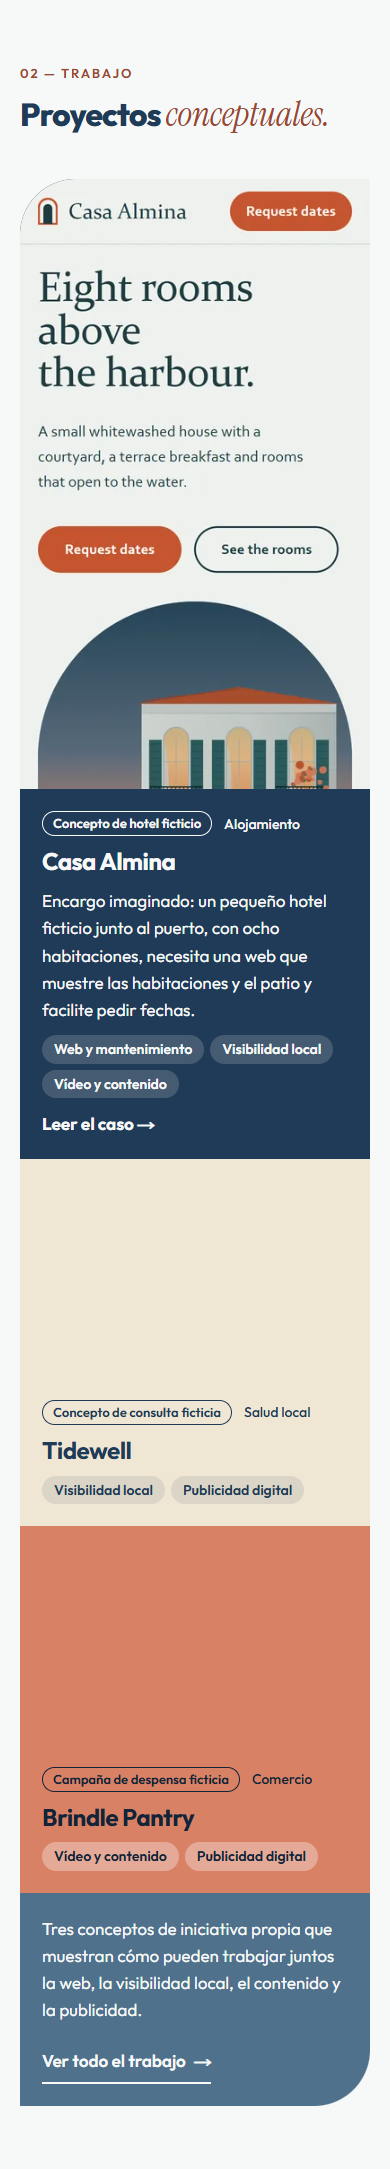 02 — TRABAJO
Proyectos conceptuales.
Casa Almina
Request dates
Eight rooms
above
the harbour.
A small whitewashed house with a
courtyard, a terrace breakfast and rooms
that open to the water.
Request dates
See the rooms
Concepto de hotel ficticio
Alojamiento
Casa Almina
Encargo imaginado: un pequeño hotel
ficticio junto al puerto, con ocho
habitaciones, necesita una web que
muestre las habitaciones y el patio y
facilite pedir fechas.
Web y mantenimiento
Visibilidad local
Vídeo y contenido
Leer el caso →
Concepto de consulta ficticia
Salud local
Tidewell
Visibilidad local
Publicidad digital
Campaña de despensa ficticia
Comercio
Brindle Pantry
Vídeo y contenido
Publicidad digital
Tres conceptos de iniciativa propia que
muestran cómo pueden trabajar juntos
la web, la visibilidad local, el contenido y
la publicidad.
Ver todo el trabajo →